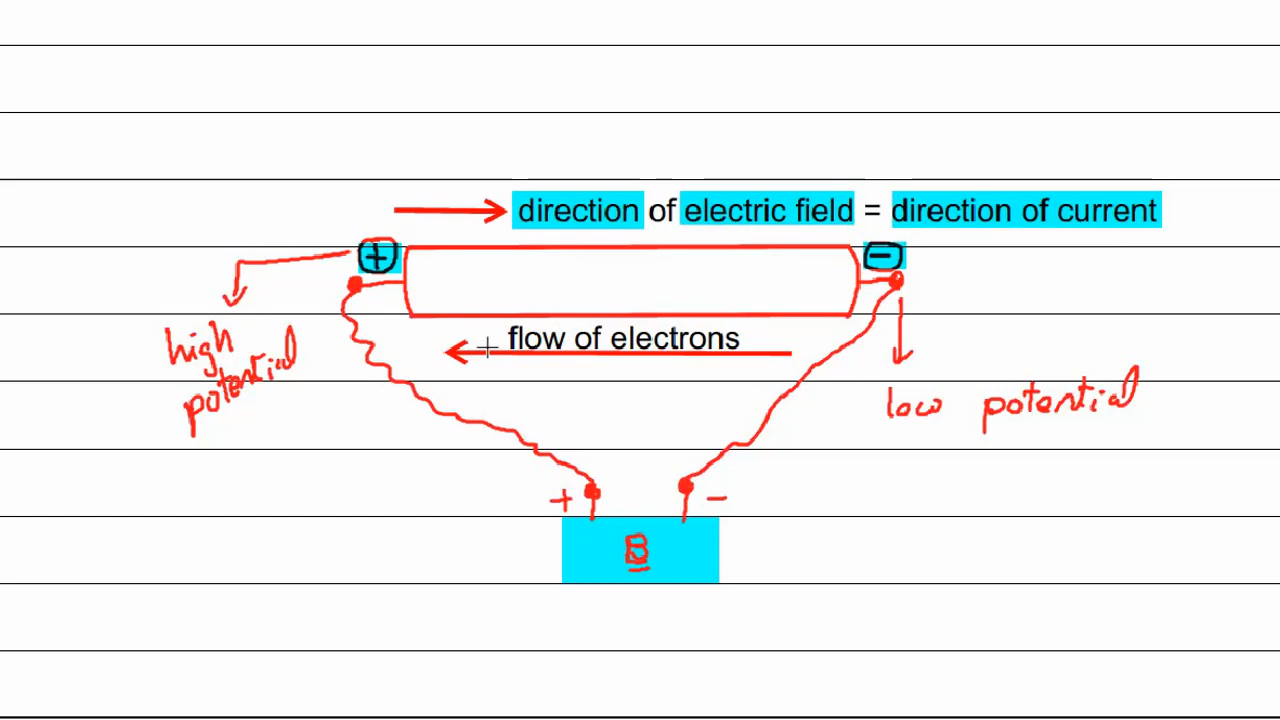 direction of electric field = direction of current
+ -
flow of electrons
high
potential
low potential
+ -
B